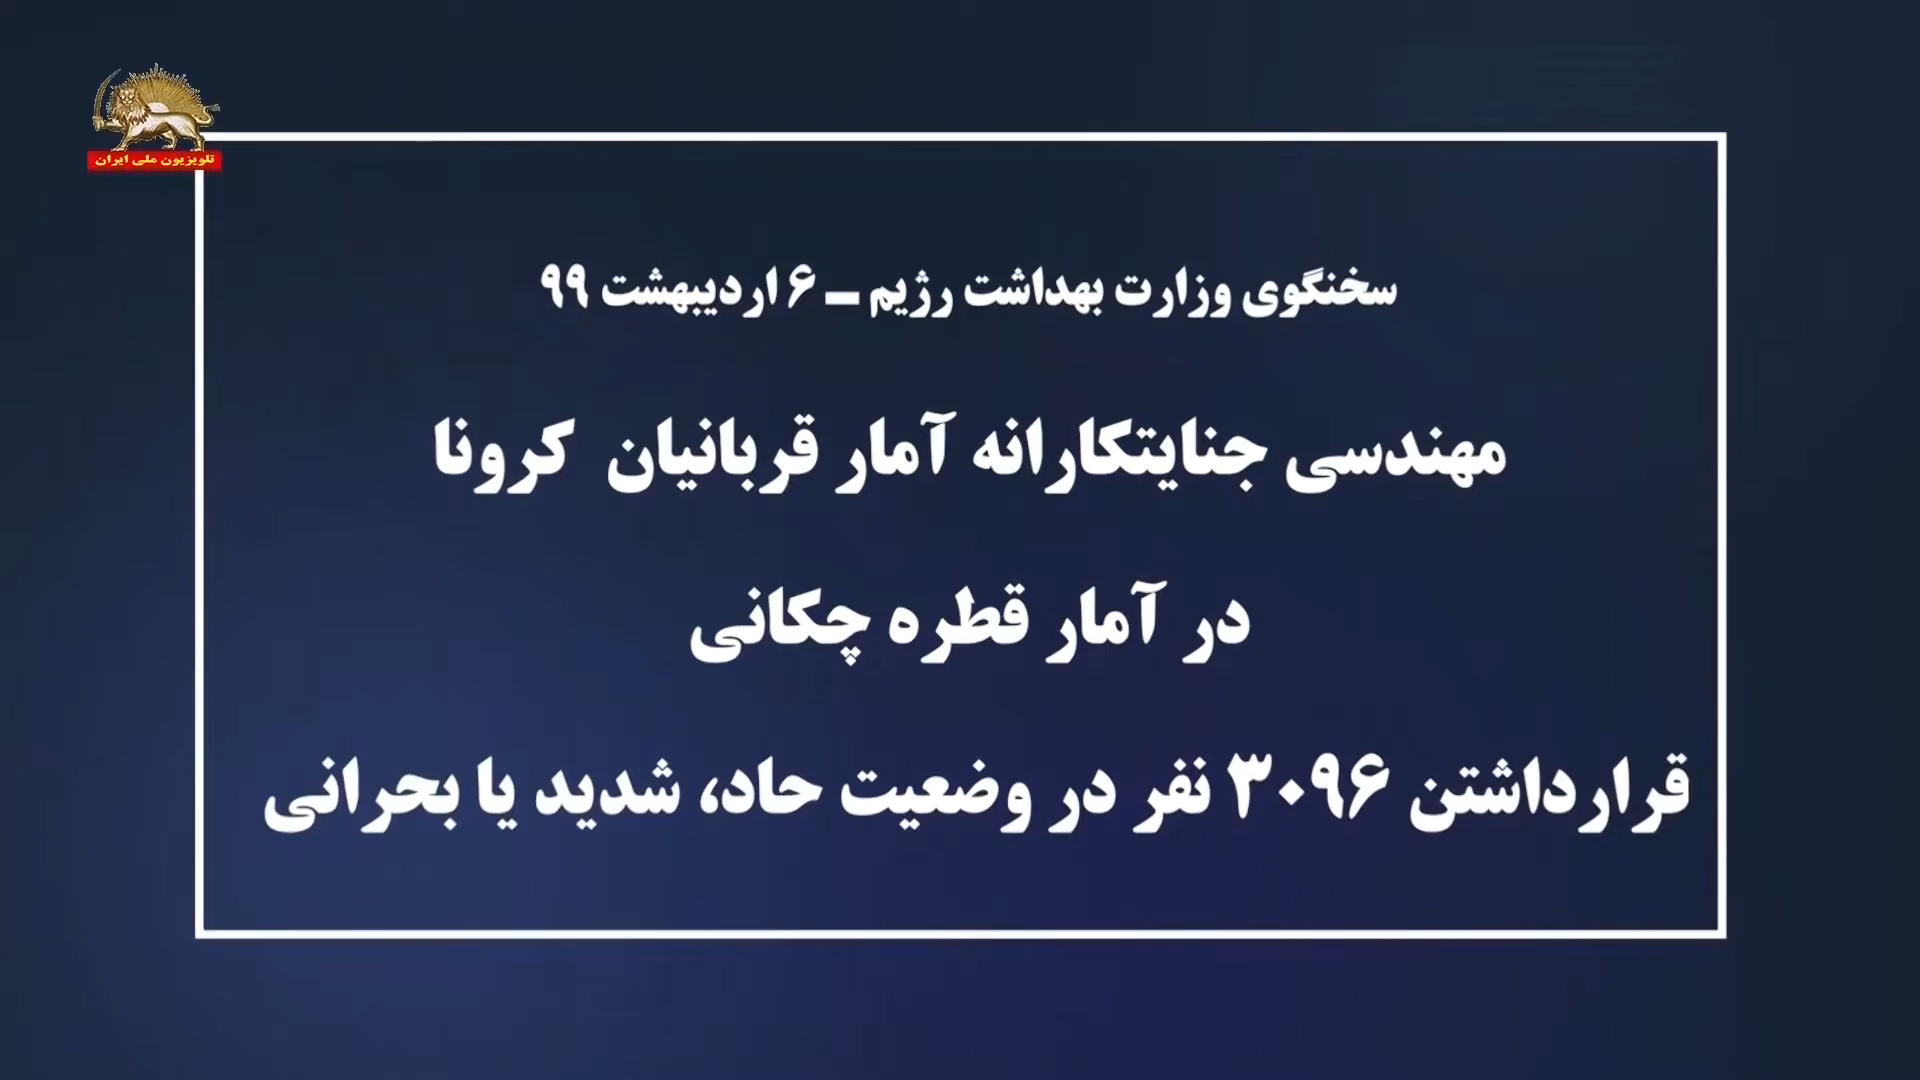 تلویزیون ملی ایران
سخنگوی وزارت بهداشت رژیم ـ ۶ اردیبهشت ۹۹
مهندسی جنایتکارانه آمار قربانیان کرونا
در آمار قطره چکانی
قرارداشتن ۳۰۹۶ نفر در وضعیت حاد، شدید یا بحرانی